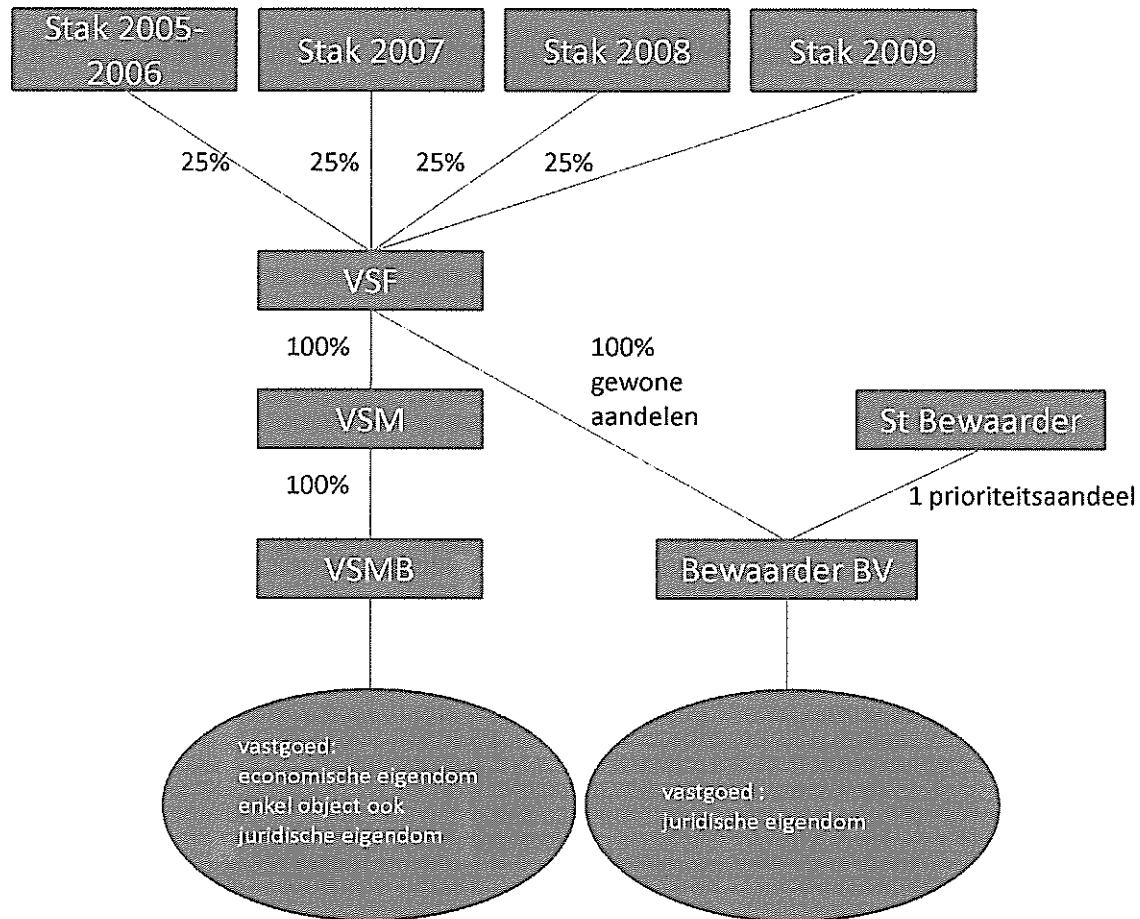 Stak 2005-
2006
Stak 2007
Stak 2008
Stak 2009
25%
25%
25%
25%
VSF
100%
100%
gewone
aandelen
VSM
St Bewaarder
100%
1 prioriteitsaandeel
VSMB
Bewaarder BV
vastgoed:
economische eigendom
enkel object ook
juridische eigendom
vastgoed :
juridische eigendom